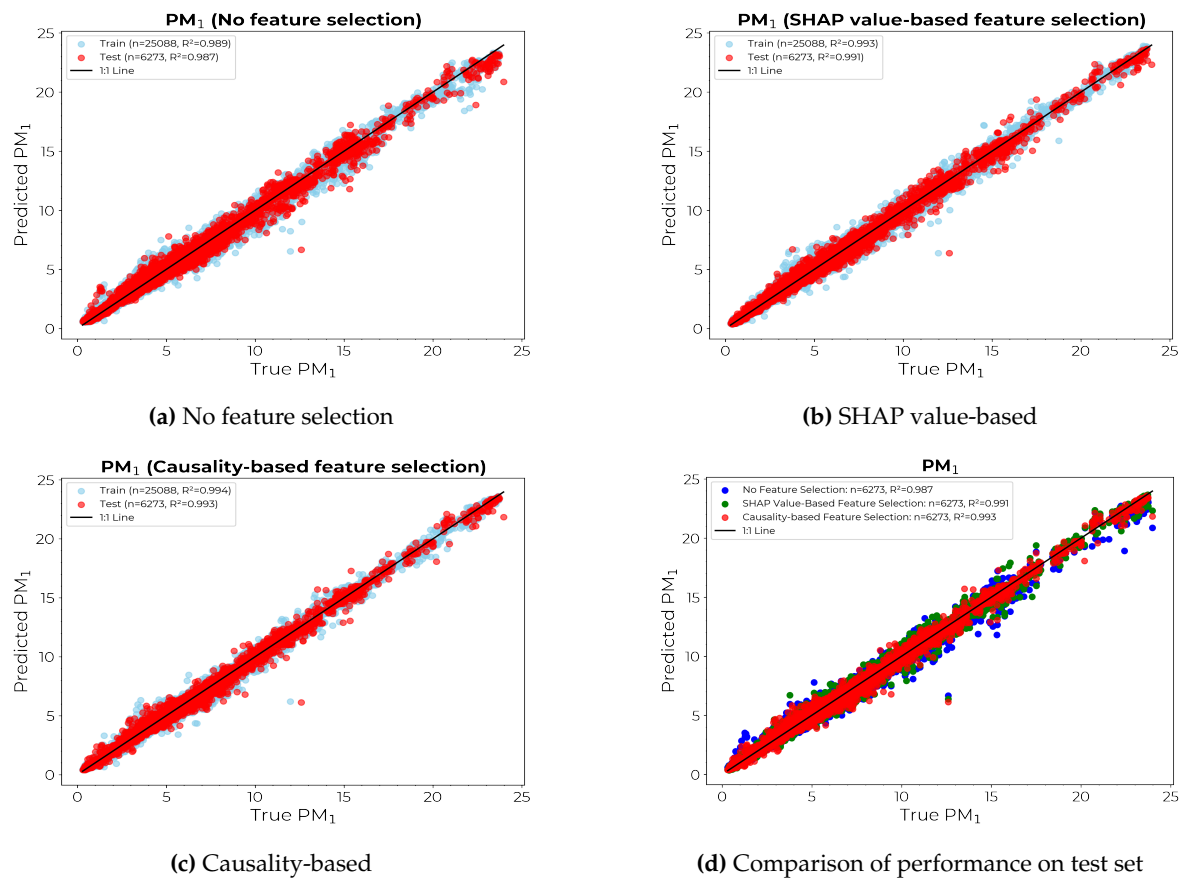 PM₁ (No feature selection)
25
20
15
10
5
0
Predicted PM₁
Train (n=25088, R²=0.989)
Test (n=6273, R²=0.987)
1:1 Line
0 5 10 15 20 25
True PM₁
(a) No feature selection
PM₁ (SHAP value-based feature selection)
25
20
15
10
5
0
Predicted PM₁
Train (n=25088, R²=0.993)
Test (n=6273, R²=0.991)
1:1 Line
0 5 10 15 20 25
True PM₁
(b) SHAP value-based
PM₁ (Causality-based feature selection)
25
20
15
10
5
0
Predicted PM₁
Train (n=25088, R²=0.994)
Test (n=6273, R²=0.993)
1:1 Line
0 5 10 15 20 25
True PM₁
(c) Causality-based
PM₁
25
20
15
10
5
0
Predicted PM₁
No Feature Selection: n=6273, R²=0.987
SHAP Value-Based Feature Selection: n=6273, R²=0.991
Causality-based Feature Selection: n=6273, R²=0.993
1:1 Line
0 5 10 15 20 25
True PM₁
(d) Comparison of performance on test set